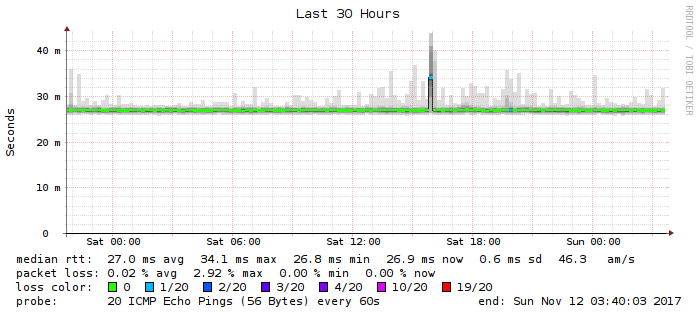 Last 30 Hours
RRDTOOL / TOBI OETIKER
Seconds
40 m
30 m
20 m
10 m
0
Sat 00:00 Sat 06:00 Sat 12:00 Sat 18:00 Sun 00:00
median rtt: 27.0 ms avg 34.1 ms max 26.8 ms min 26.9 ms now 0.6 ms sd 46.3 am/s
packet loss: 0.02 % avg 2.92 % max 0.00 % min 0.00 % now
loss color: 0 1/20 2/20 3/20 4/20 10/20 19/20
probe: 20 ICMP Echo Pings (56 Bytes) every 60s end: Sun Nov 12 03:40:03 2017